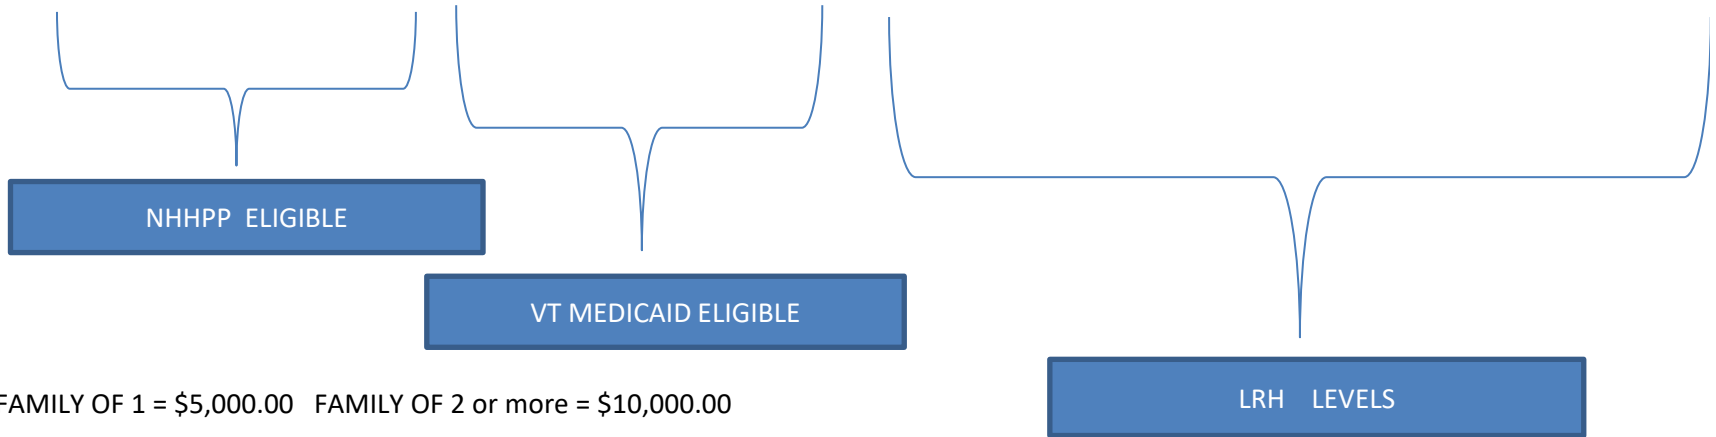 NHHPP ELIGIBLE
VT MEDICAID ELIGIBLE
LRH LEVELS
FAMILY OF 1 = $5,000.00 FAMILY OF 2 or more = $10,000.00